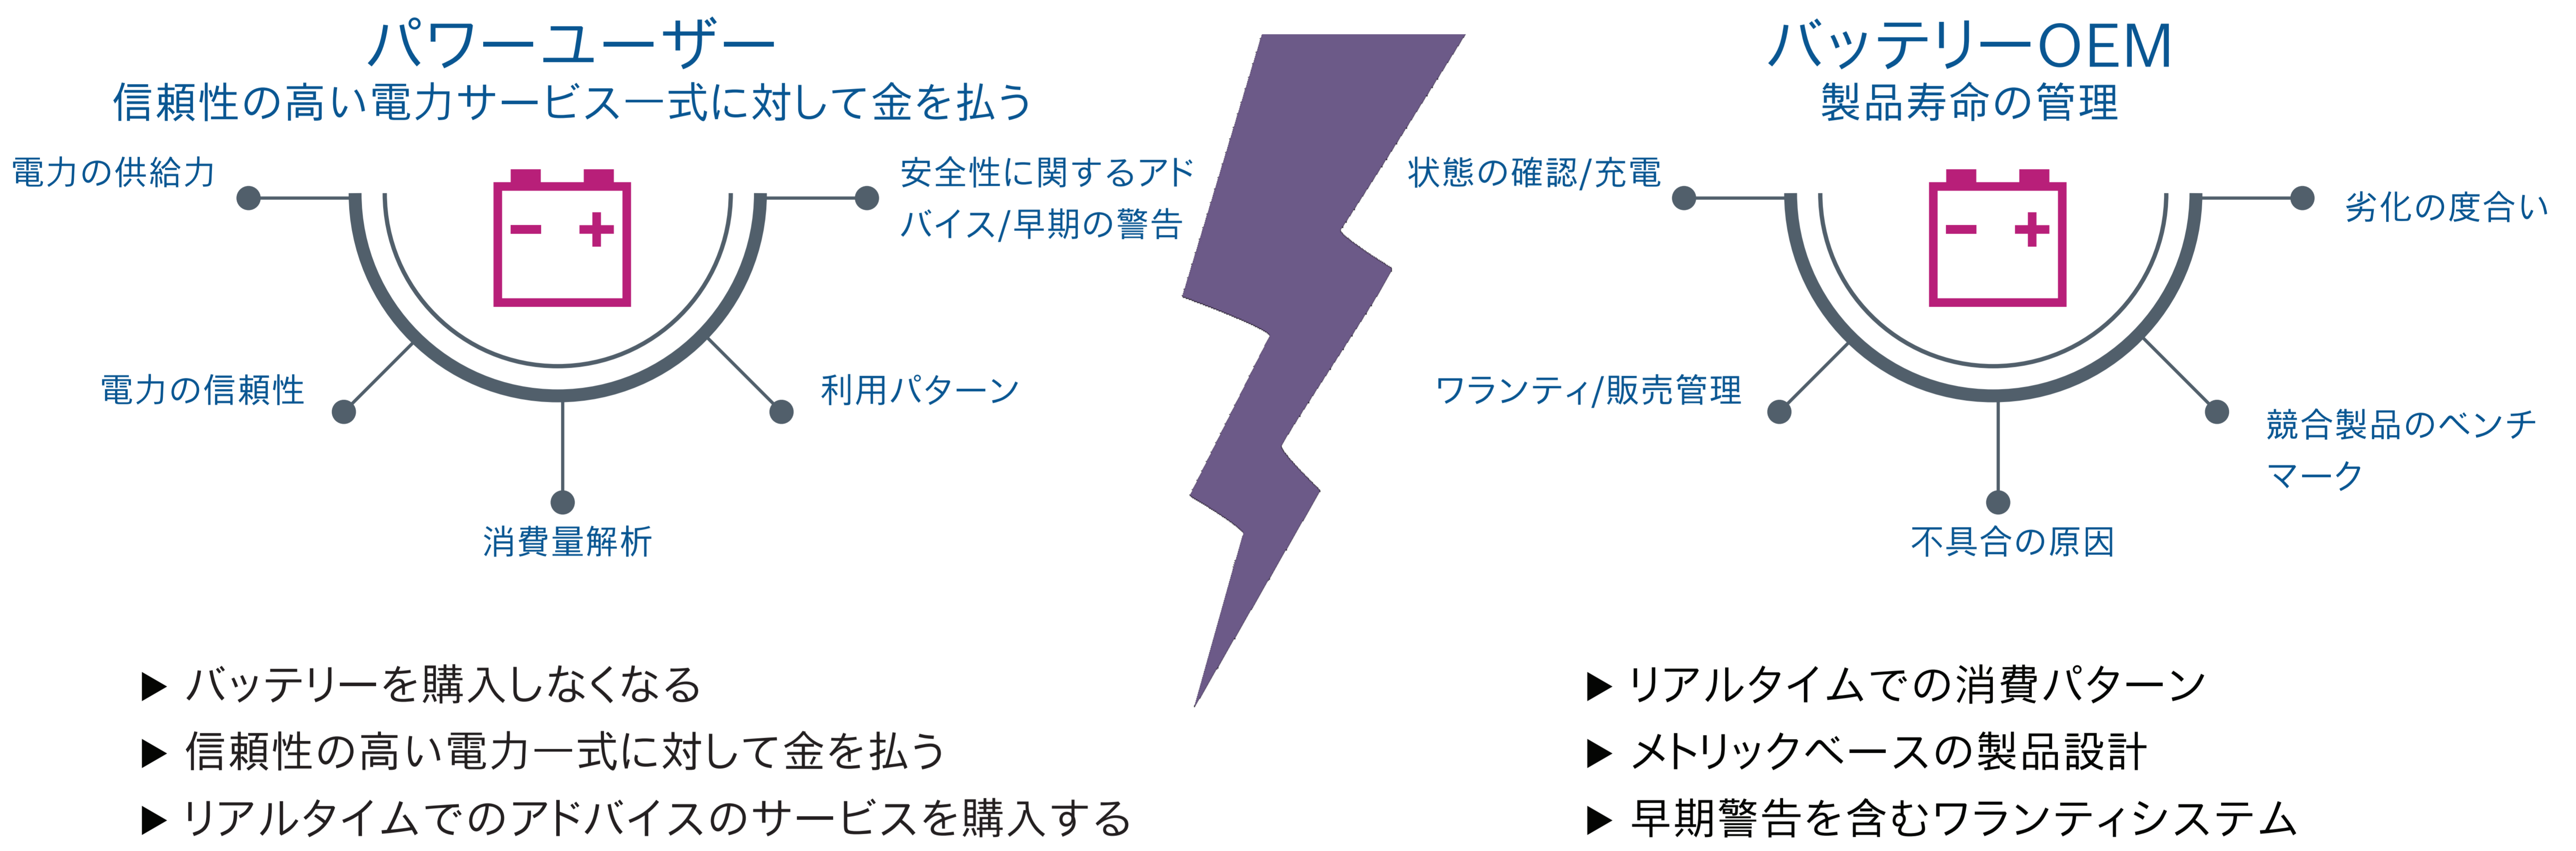 パワーユーザー
信頼性の高い電力サービス一式に対して金を払う
電力の供給力
安全性に関するアド
バイス/早期の警告
電力の信頼性
利用パターン
消費量解析
▶ バッテリーを購入しなくなる
▶ 信頼性の高い電力一式に対して金を払う
▶ リアルタイムでのアドバイスのサービスを購入する
バッテリーOEM
製品寿命の管理
状態の確認/充電
劣化の度合い
ワランティ/販売管理
競合製品のベンチ
マーク
不具合の原因
▶ リアルタイムでの消費パターン
▶ メトリックベースの製品設計
▶ 早期警告を含むワランティシステム